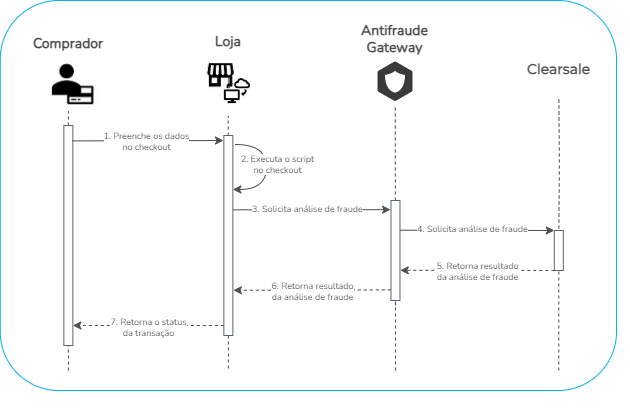 Comprador
Loja
Antifraude
Gateway
Clearsale
1. Preenche os dados
no checkout
2. Executa o script
no checkout
3. Solicita análise de fraude
4. Solicita análise de fraude
5. Retorna resultado
da análise de fraude
6. Retorna resultado
da análise de fraude
7. Retorna o status
da transação